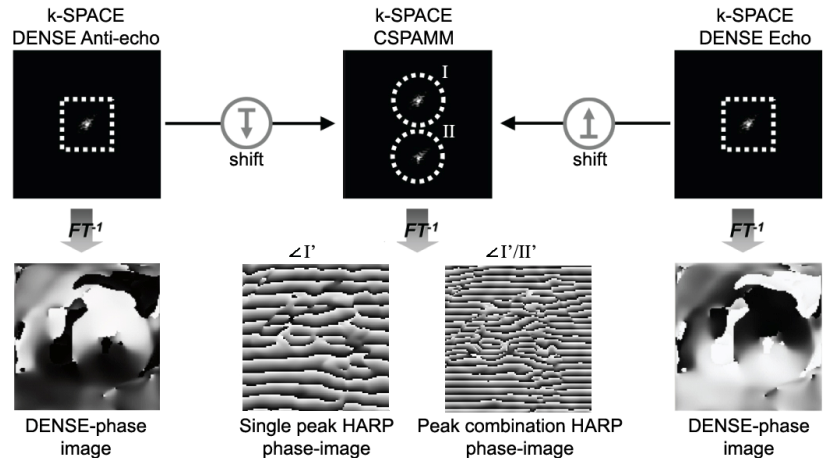 k-SPACE
DENSE Anti-echo
k-SPACE
CSPAMM
k-SPACE
DENSE Echo
I
II
shift
shift
FT-1
FT-1
FT-1
∠I'
∠I'/II'
DENSE-phase
image
Single peak HARP
phase-image
Peak combination HARP
phase-image
DENSE-phase
image